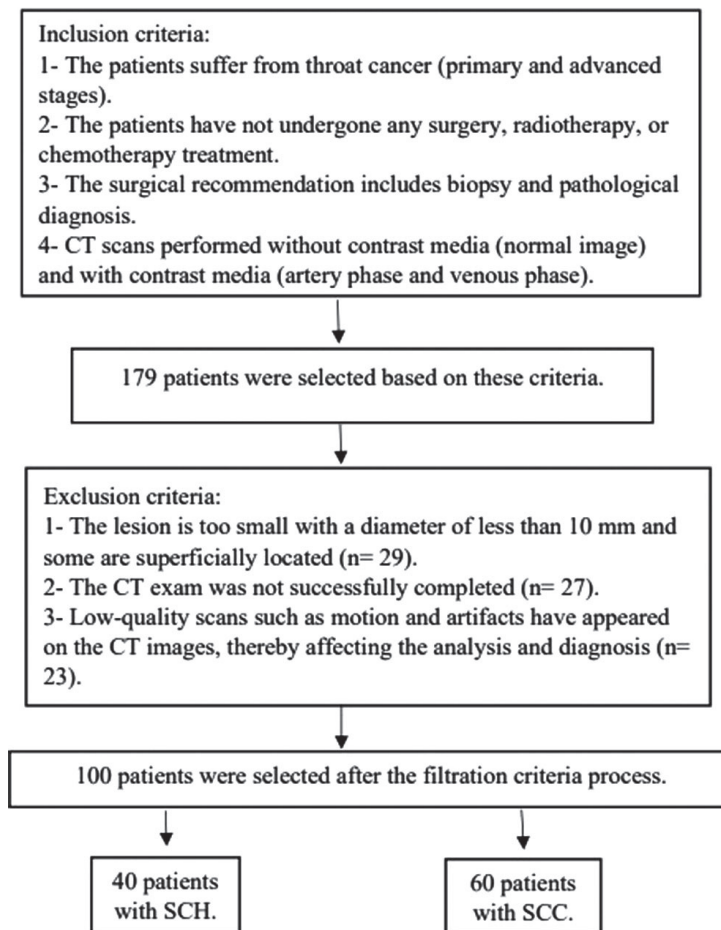 Inclusion criteria:
1- The patients suffer from throat cancer (primary and advanced
stages).
2- The patients have not undergone any surgery, radiotherapy, or
chemotherapy treatment.
3- The surgical recommendation includes biopsy and pathological
diagnosis.
4- CT scans performed without contrast media (normal image)
and with contrast media (artery phase and venous phase).
179 patients were selected based on these criteria.
Exclusion criteria:
1- The lesion is too small with a diameter of less than 10 mm and
some are superficially located (n= 29).
2- The CT exam was not successfully completed (n= 27).
3- Low-quality scans such as motion and artifacts have appeared
on the CT images, thereby affecting the analysis and diagnosis (n=
23).
100 patients were selected after the filtration criteria process.
40 patients
with SCH.
60 patients
with SCC.